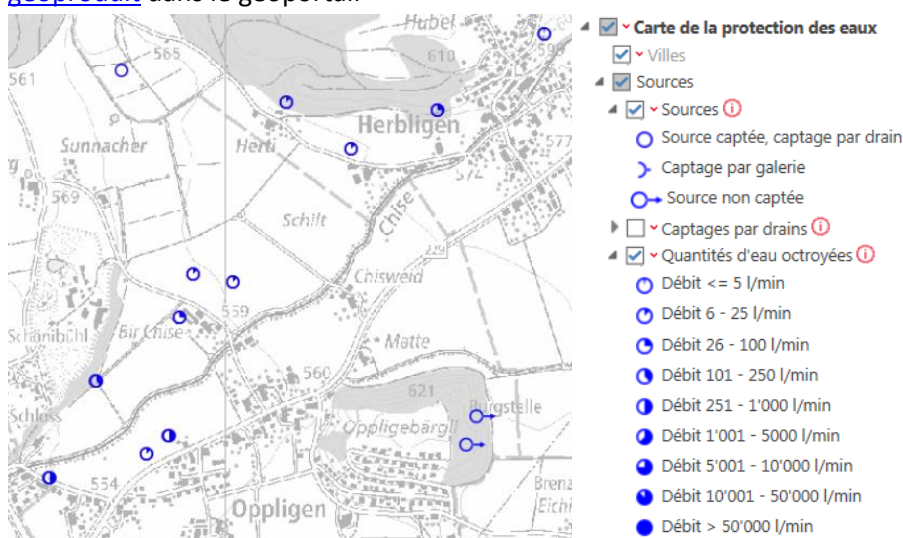 géoproduit dans le géoportail
Hubel
565
610
590
561
Herbligen
Sunnacher
Herti
577
572
569
Schilt
Chise
229
Chisweid
559
Schänibühl
Bir Chise
Matte
560
621
Burgstelle
Schloss
Oppligebärgli
554
Oppligen
Brenz
Eichi
Carte de la protection des eaux
Villes
Sources
Sources
Source captée, captage par drain
Captage par galerie
Source non captée
Captages par drains
Quantités d'eau octroyées
Débit <= 5 l/min
Débit 6 - 25 l/min
Débit 26 - 100 l/min
Débit 101 - 250 l/min
Débit 251 - 1'000 l/min
Débit 1'001 - 5000 l/min
Débit 5'001 - 10'000 l/min
Débit 10'001 - 50'000 l/min
Débit > 50'000 l/min